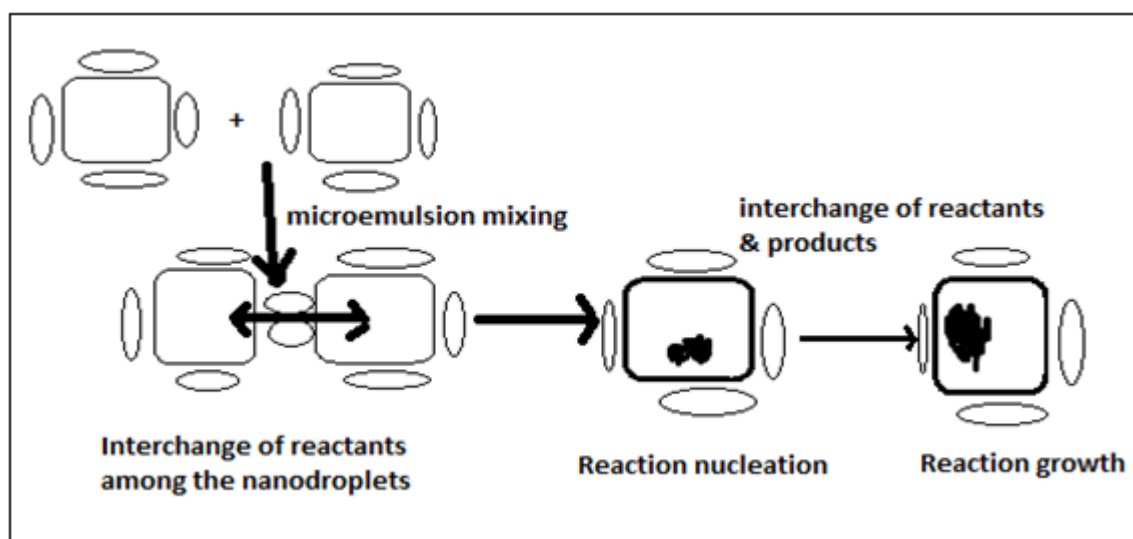 +
microemulsion mixing
interchange of reactants
& products
Interchange of reactants
among the nanodroplets
Reaction nucleation
Reaction growth